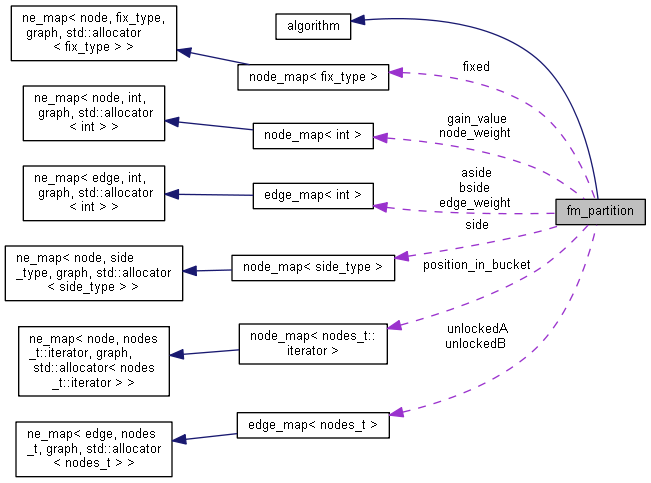 ne_map< node, fix_type,
graph, std::allocator
< fix_type > >
algorithm
node_map< fix_type >
fixed
ne_map< node, int,
graph, std::allocator
< int > >
node_map< int >
gain_value
node_weight
ne_map< edge, int,
graph, std::allocator
< int > >
edge_map< int >
aside
bside
edge_weight
fm_partition
side
ne_map< node, side
_type, graph, std::allocator
< side_type > >
node_map< side_type >
position_in_bucket
ne_map< node, nodes
_t::iterator, graph,
std::allocator< nodes
_t::iterator > >
node_map< nodes_t::
iterator >
unlockedA
unlockedB
ne_map< edge, nodes
_t, graph, std::allocator
< nodes_t > >
edge_map< nodes_t >